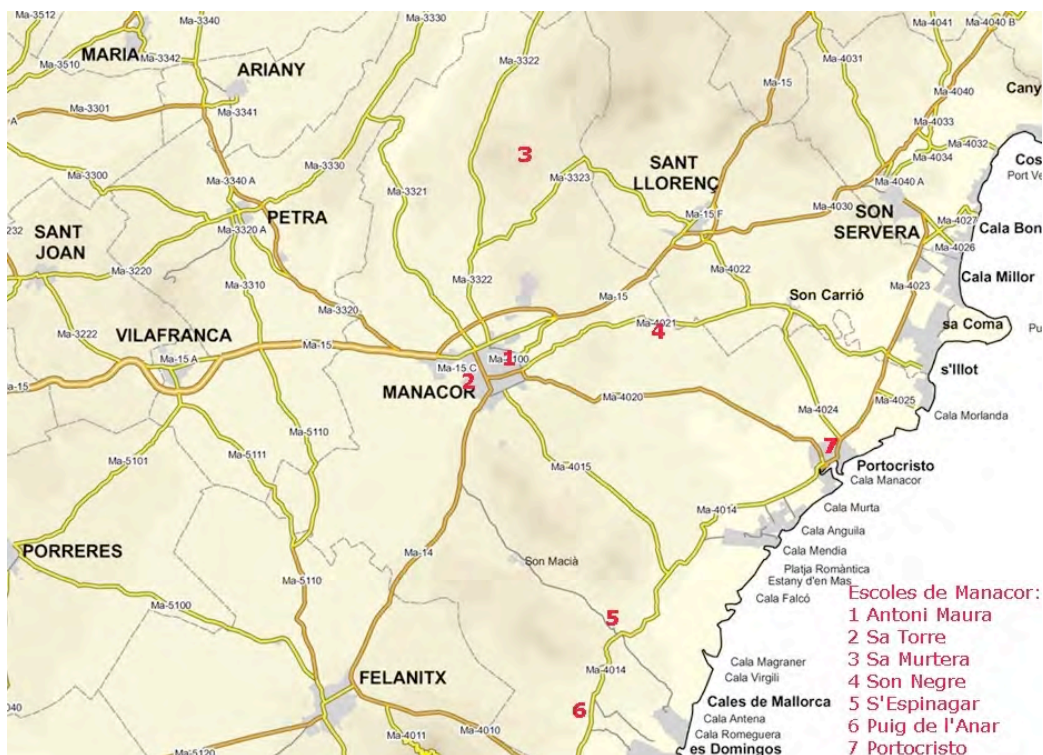 Ma-3512
Ma-3340
Ma-3330
Ma-4041
Ma-4040 B
MARIA
Ma-3342
Ma-3510
ARIANY
Ma-3322
Ma-15
Ma-4031
Ma-4040
Cany
Ma-3301
A
Ma-3341
Ma-4033
3
Ma-4032
Ma-4034
Cos
Port Ve
Ma-3300
Ma-3330
Ma-3323
SANT
LLORENÇ
Ma-3340 A
Ma-3321
Ma-4040 A
PETRA
Ma-15 F
Ma-4030
SON
SERVERA
Ma-4027
Cala Bon
232
SANT
JOAN
Ma-3320 A
Ma-4026
Ma-3220
Ma-3310
Ma-3322
Ma-4022
Cala Millor
Ma-4023
Ma-3320
Ma-15
Son Carrió
Ma-3222
VILAFRANCA
4
Ma-4021
sa Coma
Pu
Ma-15
Ma-15 A
1
Ma-15 C
2
MANACOR
s'Illot
-15
Ma-4020
Ma-4025
Ma-4024
Cala Morlanda
Ma-5110
7
Ma-5101
Ma-5111
Ma-4015
Portocristo
Cala Manacor
Ma-4014
Cala Murta
Cala Anguila
PORRERES
Ma-14
Son Macià
Cala Mendia
Platja Romàntica
Estany d'en Mas
Cala Falcó
Ma-5110
Ma-5100
5
Escoles de Manacor:
1 Antoni Maura
2 Sa Torre
3 Sa Murtera
4 Son Negre
5 S'Espinagar
6 Puig de l'Anar
7 Portocristo
FELANITX
Ma-4014
Cala Magraner
Cala Virgili
6
Cales de Mallorca
Cala Antena
Cala Romeguera
es Domingos
040
Ma-4010
Ma-4011
Ma-5120